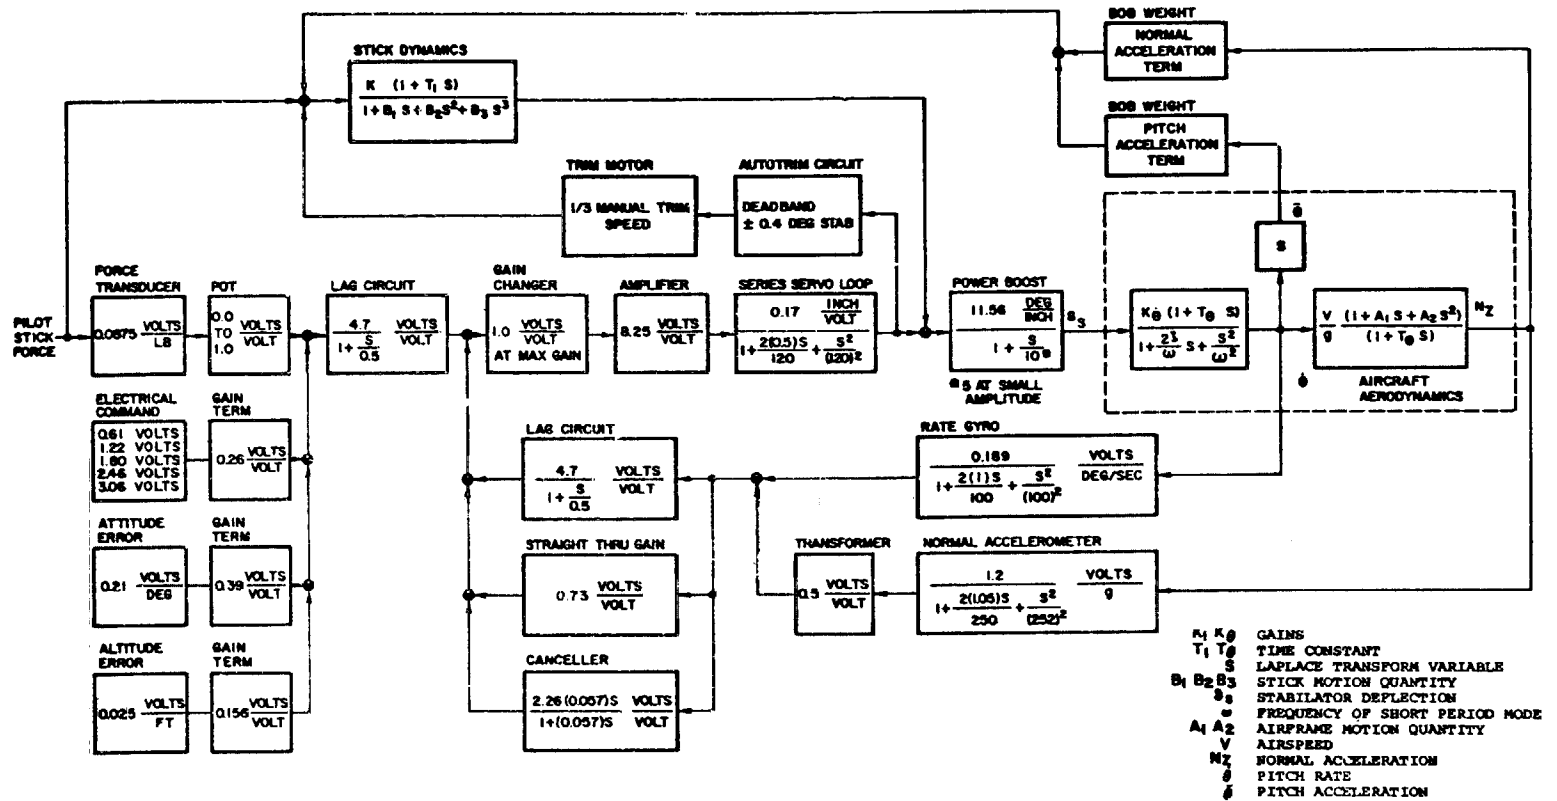 BOB WEIGHT
NORMAL
ACCELERATION
TERM
STICK DYNAMICS
K (1 + T₁ S)
1 + B₁ S + B₂S² + B₃ S³
BOB WEIGHT
PITCH
ACCELERATION
TERM
TRIM MOTOR
1/3 MANUAL TRIM
SPEED
AUTOTRIM CIRCUIT
DEADBAND
± 0.4 DEG STAB
S
θ̈
PILOT
STICK
FORCE
FORCE
TRANSDUCER
0.0875 VOLTS
LB
POT
0.0
TO
1.0
VOLTS
VOLT
LAG CIRCUIT
4.7
1 + S
0.5
VOLTS
VOLT
GAIN
CHANGER
1.0 VOLTS
VOLT
AT MAX GAIN
AMPLIFIER
8.25 VOLTS
VOLT
SERIES SERVO LOOP
0.17 INCH
VOLT
1 + 2(0.5)S + S²
120 (120)²
POWER BOOST
11.56 DEG
INCH
1 + S
10*
* 5 AT SMALL
AMPLITUDE
δs
Kθ (1 + Tθ S)
1 + 2ζ S + S²
ω ω²
θ̇
V (1 + A₁ S + A₂ S²)
g (1 + Tθ S)
NZ
AIRCRAFT
AERODYNAMICS
ELECTRICAL
COMMAND
0.61 VOLTS
1.22 VOLTS
1.80 VOLTS
2.46 VOLTS
3.06 VOLTS
GAIN
TERM
0.26 VOLTS
VOLT
LAG CIRCUIT
4.7
1 + S
0.5
VOLTS
VOLT
RATE GYRO
0.189
1 + 2(1)S + S²
100 (100)²
VOLTS
DEG/SEC
ATTITUDE
ERROR
0.21 VOLTS
DEG
GAIN
TERM
0.39 VOLTS
VOLT
STRAIGHT THRU GAIN
0.73 VOLTS
VOLT
TRANSFORMER
0.5 VOLTS
VOLT
NORMAL ACCELEROMETER
1.2
1 + 2(1.05)S + S²
250 (252)²
VOLTS
g
ALTITUDE
ERROR
0.025 VOLTS
FT
GAIN
TERM
0.156 VOLTS
VOLT
CANCELLER
2.26 (0.057)S
1+(0.057)S
VOLTS
VOLT
K₁ Kθ GAINS
T₁ Tθ TIME CONSTANT
S LAPLACE TRANSFORM VARIABLE
B₁ B₂ B₃ STICK MOTION QUANTITY
δs STABILATOR DEFLECTION
ω FREQUENCY OF SHORT PERIOD MODE
A₁ A₂ AIRFRAME MOTION QUANTITY
V AIRSPEED
NZ NORMAL ACCELERATION
θ̇ PITCH RATE
θ̈ PITCH ACCELERATION